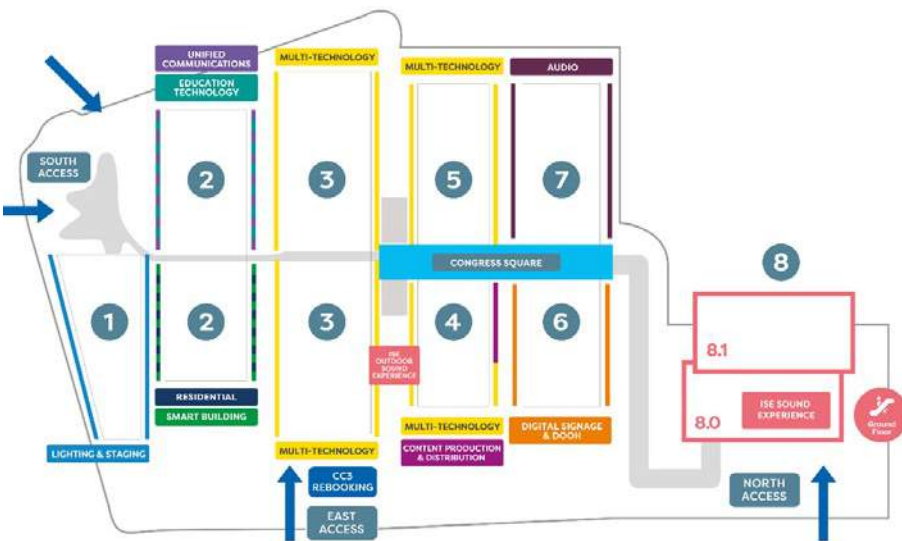 UNIFIED
COMMUNICATIONS
EDUCATION
TECHNOLOGY
MULTI-TECHNOLOGY
MULTI-TECHNOLOGY
AUDIO
SOUTH
ACCESS
2
3
5
7
CONGRESS SQUARE
8
1
2
3
4
6
ISE
OUTDOOR
SOUND
EXPERIENCE
8.1
8.0
ISE SOUND
EXPERIENCE
Ground
Floor
RESIDENTIAL
SMART BUILDING
LIGHTING & STAGING
MULTI-TECHNOLOGY
MULTI-TECHNOLOGY
CONTENT PRODUCTION
& DISTRIBUTION
DIGITAL SIGNAGE
& DOOH
CC3
REBOOKING
EAST
ACCESS
NORTH
ACCESS